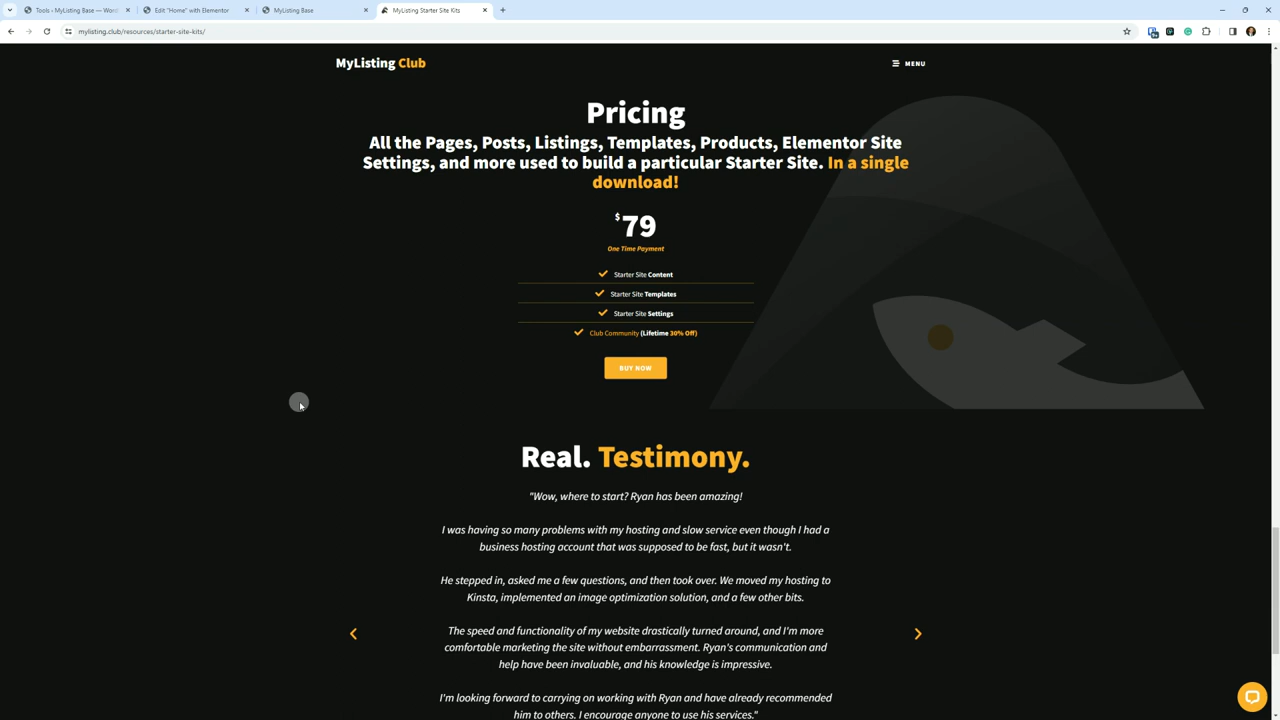 Tools ‹ MyListing Base — Word
Edit "Home" with Elementor
MyListing Base
MyListing Starter Site Kits
mylisting.club/resources/starter-site-kits/
MyListing Club
MENU
Pricing
All the Pages, Posts, Listings, Templates, Products, Elementor Site
Settings, and more used to build a particular Starter Site. In a single
download!
$79
One Time Payment
Starter Site Content
Starter Site Templates
Starter Site Settings
Club Community (Lifetime 30% Off)
BUY NOW
Real. Testimony.
"Wow, where to start? Ryan has been amazing!
I was having so many problems with my hosting and slow service even though I had a
business hosting account that was supposed to be fast, but it wasn't.
He stepped in, asked me a few questions, and then took over. We moved my hosting to
Kinsta, implemented an image optimization solution, and a few other bits.
The speed and functionality of my website drastically turned around, and I'm more
comfortable marketing the site without embarrassment. Ryan's communication and
help have been invaluable, and his knowledge is impressive.
I'm looking forward to carrying on working with Ryan and have already recommended
him to others. I encourage anyone to use his services."